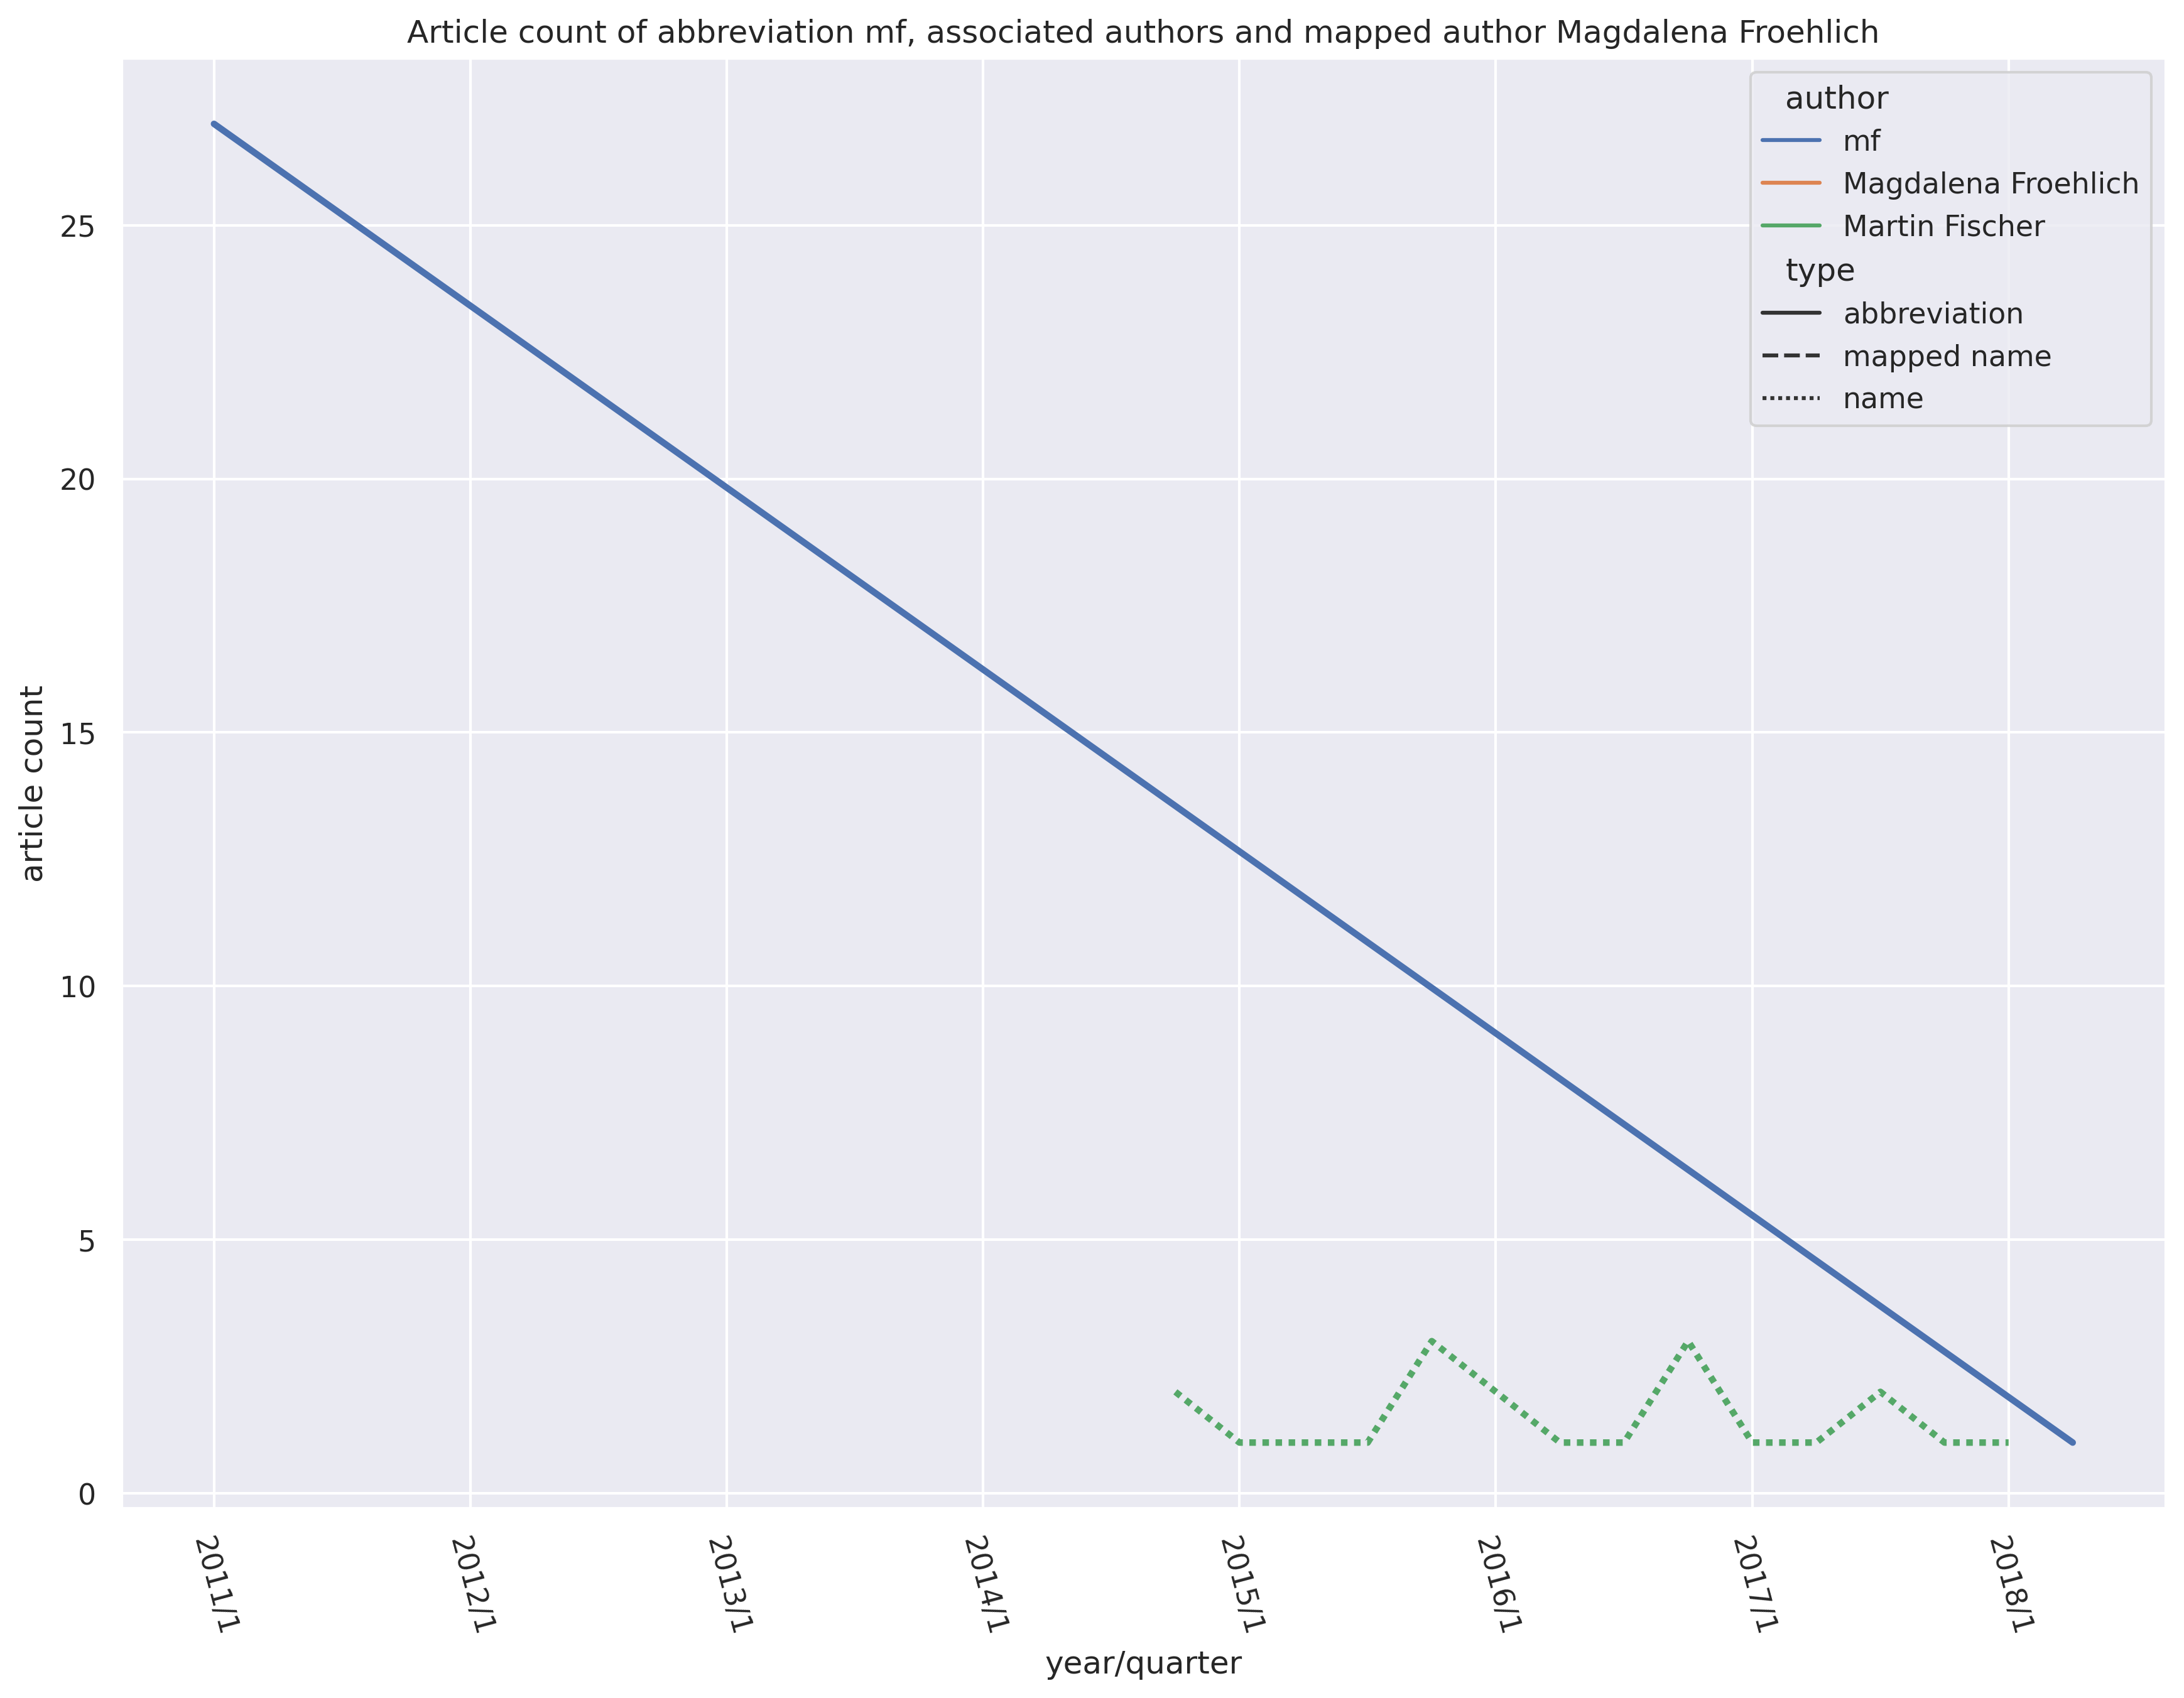 Article count of abbreviation mf, associated authors and mapped author Magdalena Froehlich
author
mf
Magdalena Froehlich
Martin Fischer
type
abbreviation
mapped name
name
article count
25
20
15
10
5
0
2011/1
2012/1
2013/1
2014/1
2015/1
2016/1
2017/1
2018/1
year/quarter